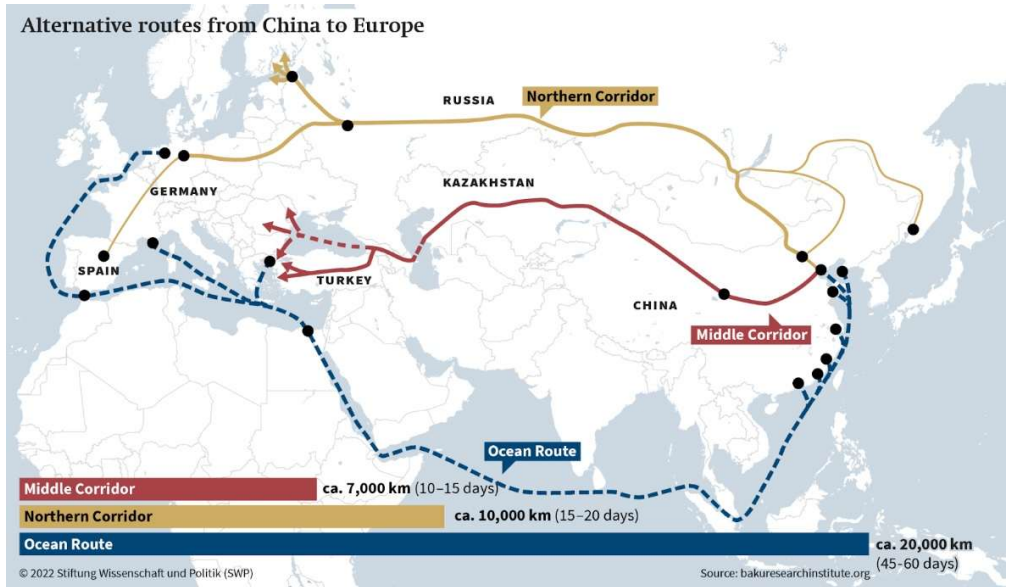 Alternative routes from China to Europe
RUSSIA
Northern Corridor
GERMANY
KAZAKHSTAN
SPAIN
TURKEY
CHINA
Middle Corridor
Ocean Route
Middle Corridor
ca. 7,000 km (10–15 days)
Northern Corridor
ca. 10,000 km (15–20 days)
Ocean Route
ca. 20,000 km
(45-60 days)
© 2022 Stiftung Wissenschaft und Politik (SWP)
Source: bakuresearchinstitute.org